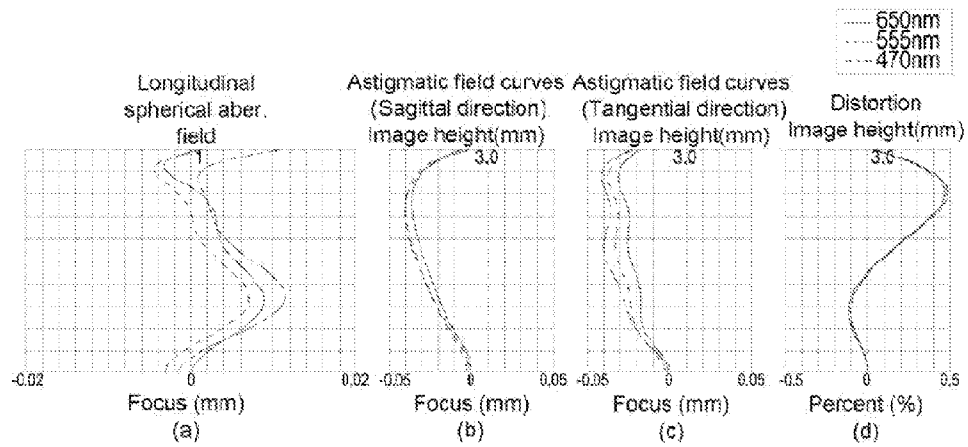 650nm
555nm
470nm
Longitudinal
spherical aber.
field
1
Astigmatic field curves
(Sagittal direction)
Image height(mm)
3.0
Astigmatic field curves
(Tangential direction)
Image height(mm)
3.0
Distortion
Image height(mm)
3.0
-0.02 0 0.02
Focus (mm)
(a)
-0.05 0 0.05
Focus (mm)
(b)
-0.05 0 0.05
Focus (mm)
(c)
-0.5 0 0.5
Percent (%)
(d)